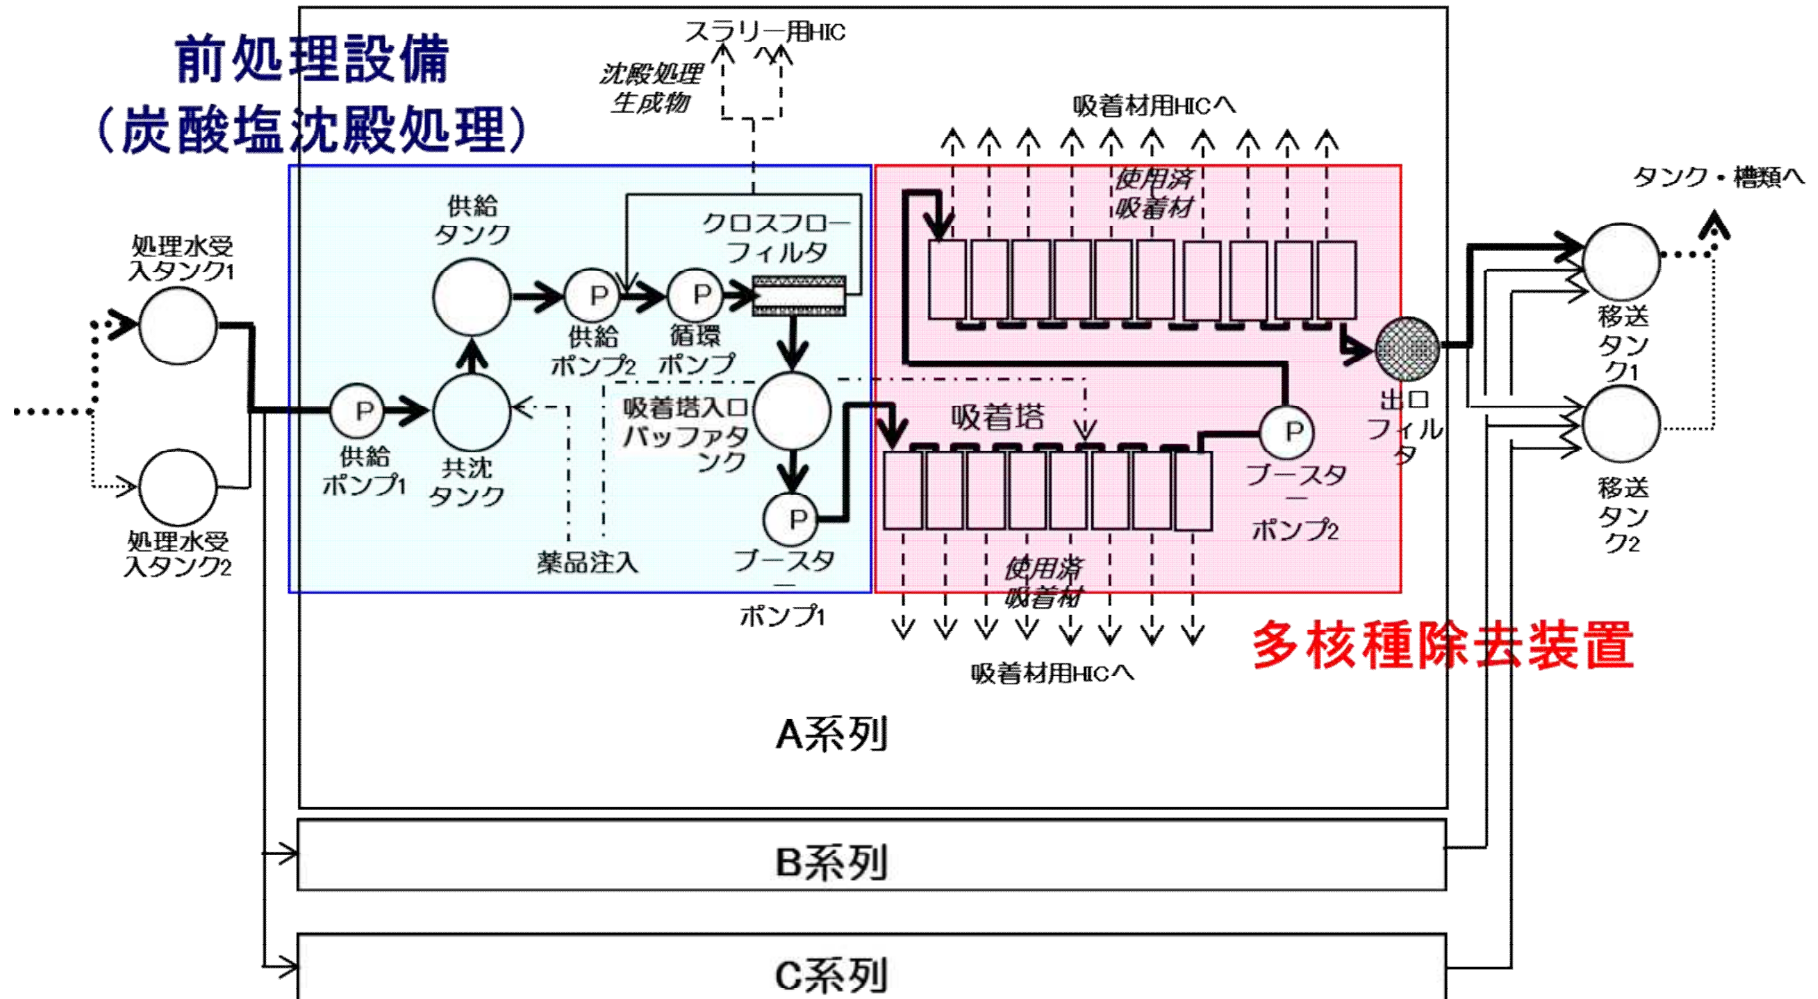 前処理設備
（炭酸塩沈殿処理）
スラリー用HIC
へ
沈殿処理
生成物
吸着材用HICへ
使用済
吸着材
タンク・槽類へ
処理水受
入タンク1
供給
タンク
クロスフロー
フィルタ
P
供給
ポンプ2
P
循環
ポンプ
移送
タン
ク1
P
供給
ポンプ1
共沈
タンク
吸着塔入口
バッファタ
ンク
吸着塔
P
ブースタ
ー
ポンプ2
出口
フィル
タ
処理水受
入タンク2
薬品注入
P
ブースタ
ー
ポンプ1
使用済
吸着材
移送
タン
ク2
吸着材用HICへ
多核種除去装置
A系列
B系列
C系列